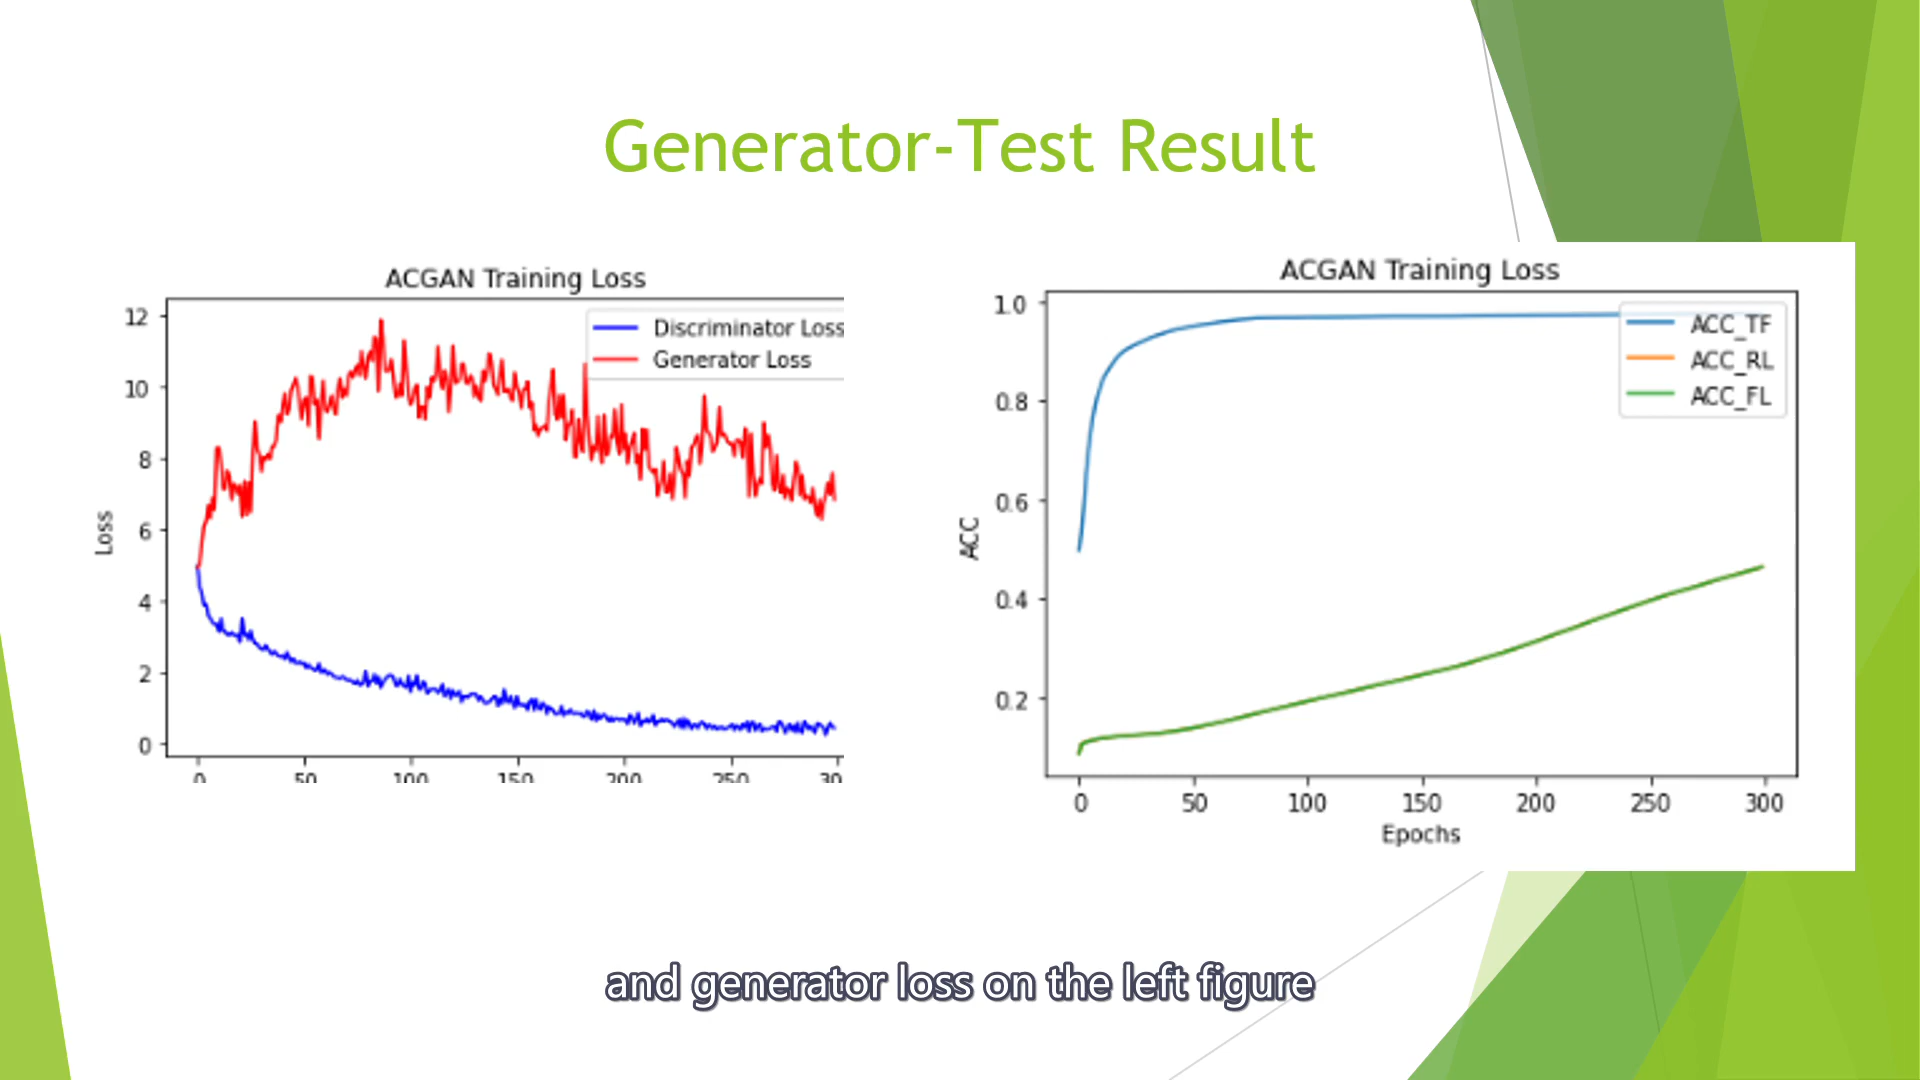 Generator-Test Result
ACGAN Training Loss
Discriminator Loss
Generator Loss
12
10
8
6
4
2
0
Loss
0
50
100
150
200
250
30
ACGAN Training Loss
ACC_TF
ACC_RL
ACC_FL
1.0
0.8
0.6
0.4
0.2
ACC
0
50
100
150
200
250
300
Epochs
and generator loss on the left figure